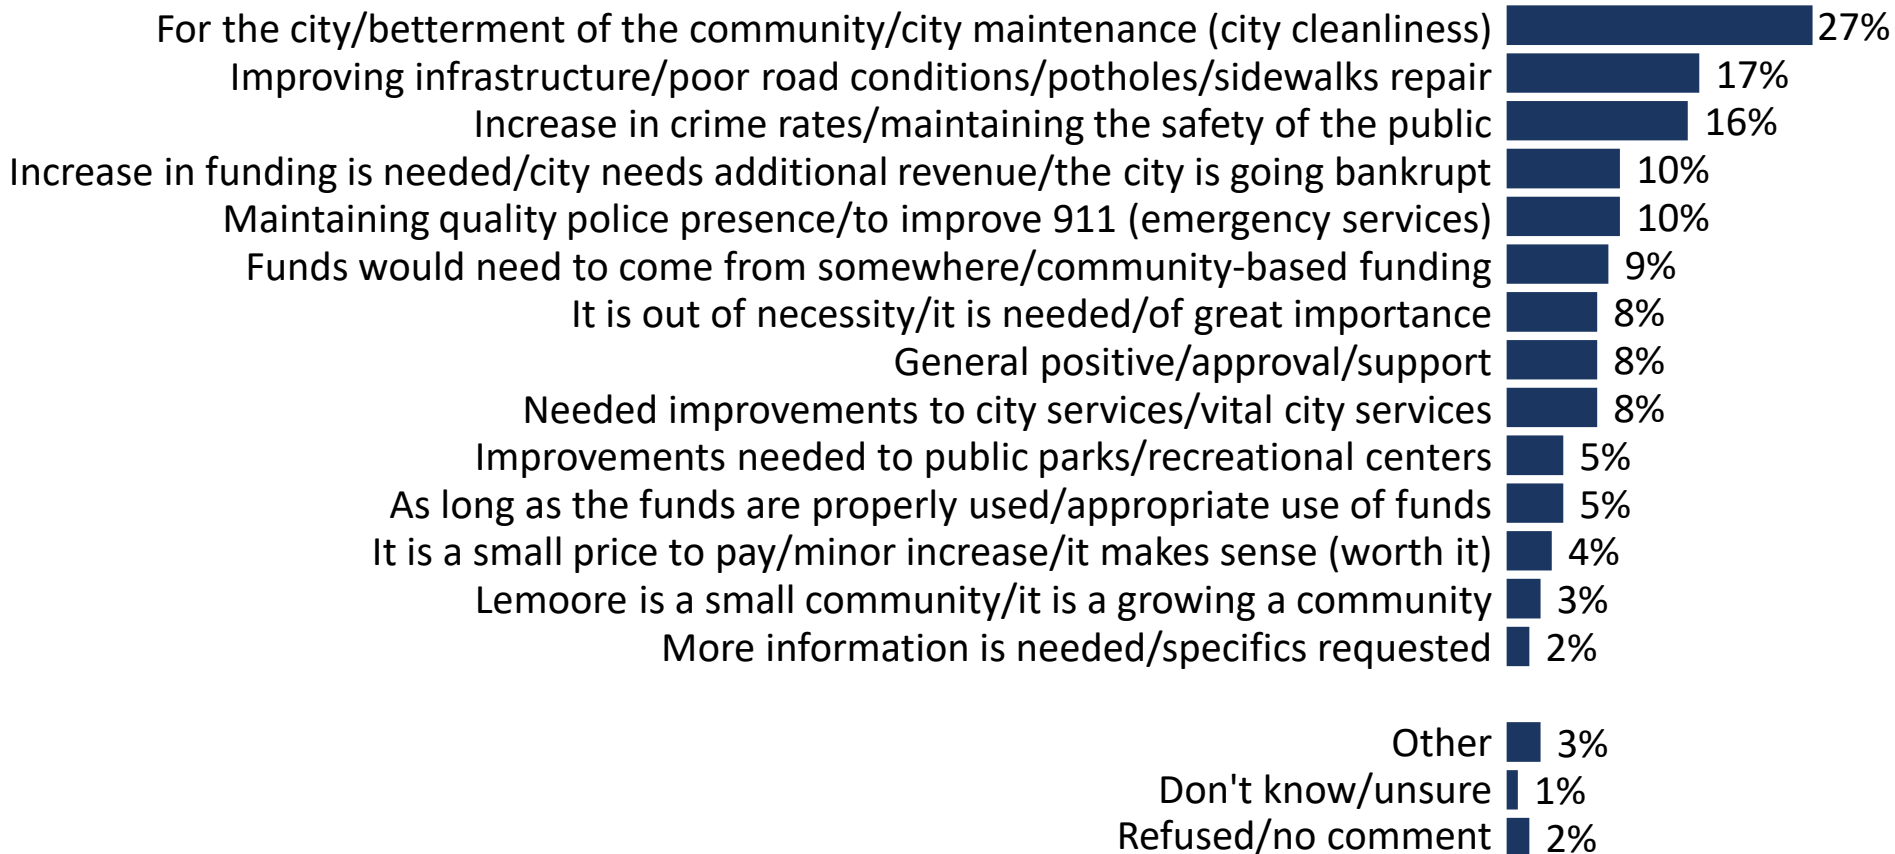 For the city/betterment of the community/city maintenance (city cleanliness) 27%
Improving infrastructure/poor road conditions/potholes/sidewalks repair 17%
Increase in crime rates/maintaining the safety of the public 16%
Increase in funding is needed/city needs additional revenue/the city is going bankrupt 10%
Maintaining quality police presence/to improve 911 (emergency services) 10%
Funds would need to come from somewhere/community-based funding 9%
It is out of necessity/it is needed/of great importance 8%
General positive/approval/support 8%
Needed improvements to city services/vital city services 8%
Improvements needed to public parks/recreational centers 5%
As long as the funds are properly used/appropriate use of funds 5%
It is a small price to pay/minor increase/it makes sense (worth it) 4%
Lemoore is a small community/it is a growing a community 3%
More information is needed/specifics requested 2%
Other 3%
Don't know/unsure 1%
Refused/no comment 2%